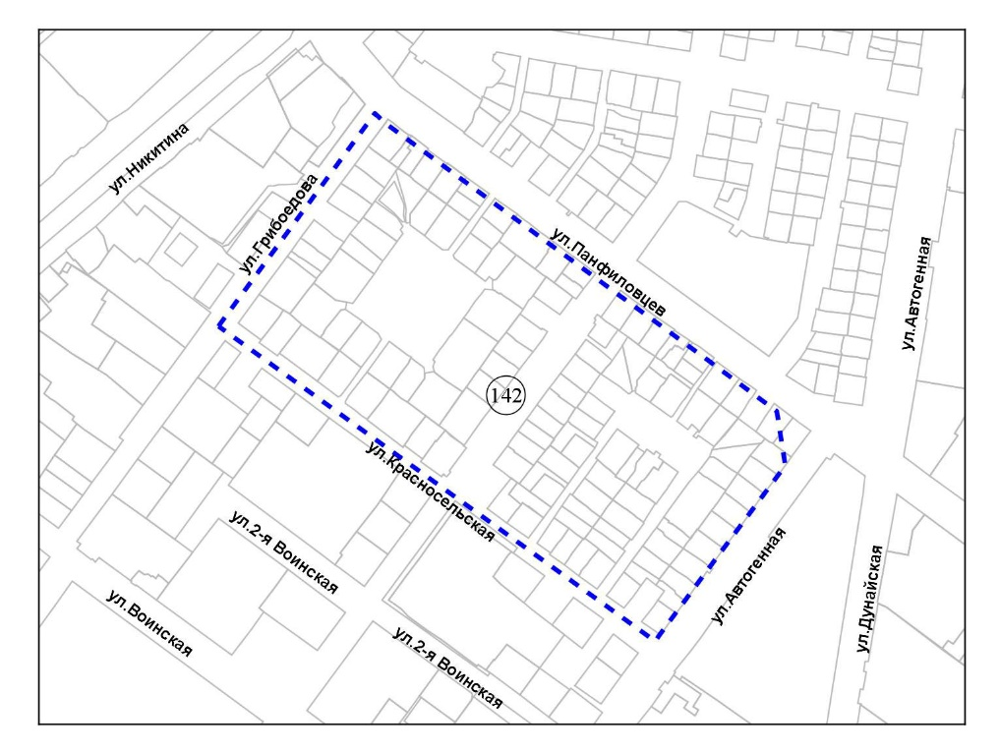 ул.Никитина
ул.Грибоедова
ул.Панфиловцев
ул.Автогенная
142
ул.Красносельская
ул.2-я Воинская
ул.Автогенная
ул.Дунайская
ул.Воинская
ул.2-я Воинская